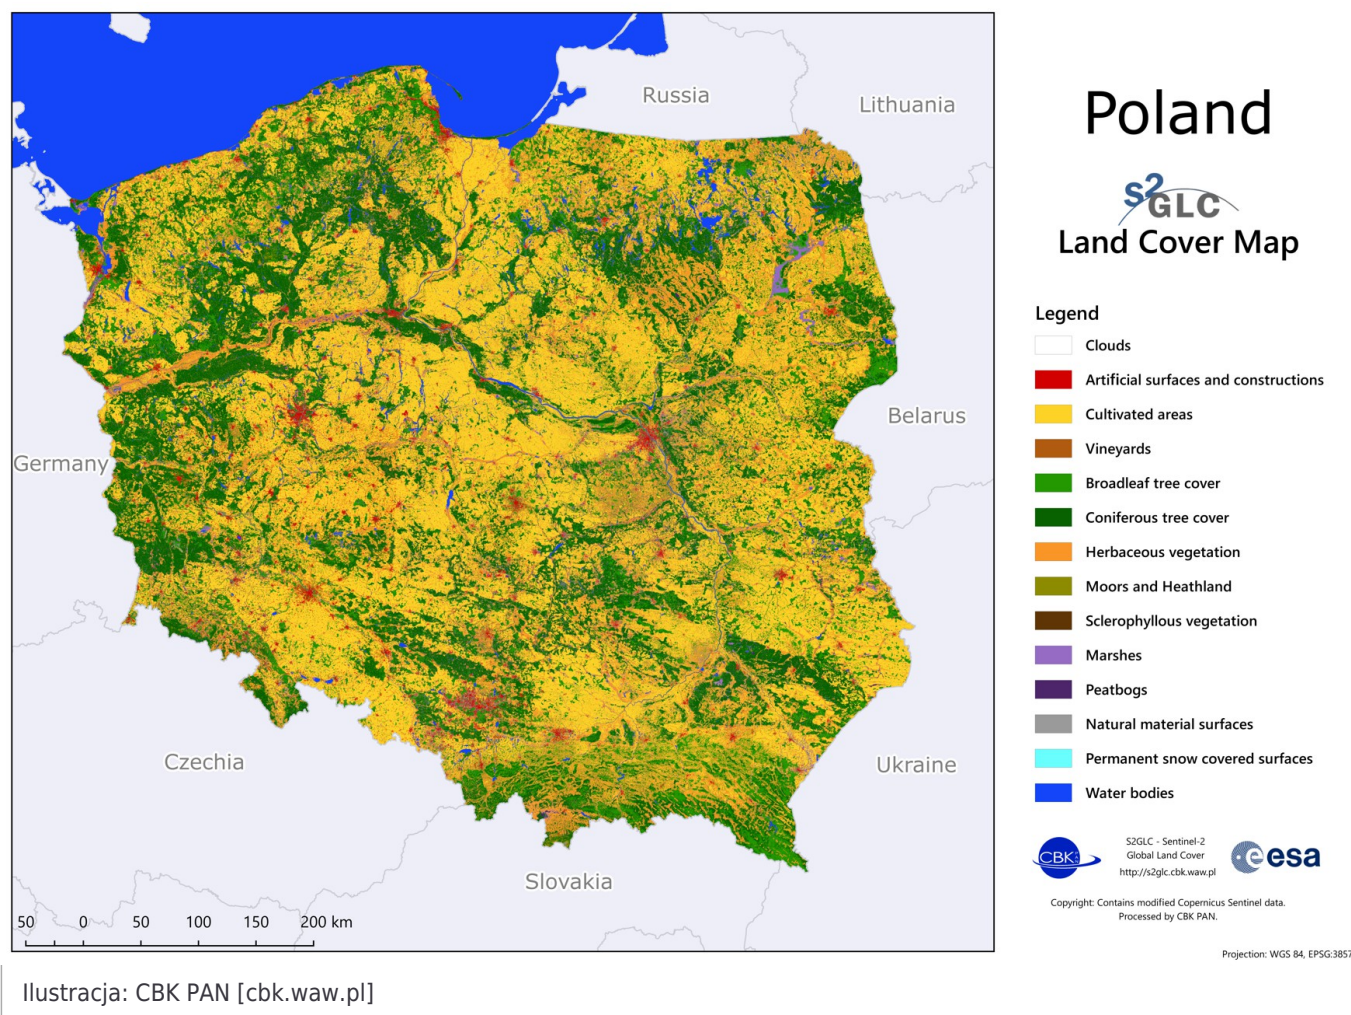 Russia
Lithuania
Belarus
Germany
Czechia
Ukraine
Slovakia
50 0 50 100 150 200 km
Poland
S2GLC
Land Cover Map
Legend
Clouds
Artificial surfaces and constructions
Cultivated areas
Vineyards
Broadleaf tree cover
Coniferous tree cover
Herbaceous vegetation
Moors and Heathland
Sclerophyllous vegetation
Marshes
Peatbogs
Natural material surfaces
Permanent snow covered surfaces
Water bodies
CBK
S2GLC - Sentinel-2
Global Land Cover
http://s2glc.cbk.waw.pl
esa
Copyright: Contains modified Copernicus Sentinel data.
Processed by CBK PAN.
Projection: WGS 84, EPSG:3857
Ilustracja: CBK PAN [cbk.waw.pl]